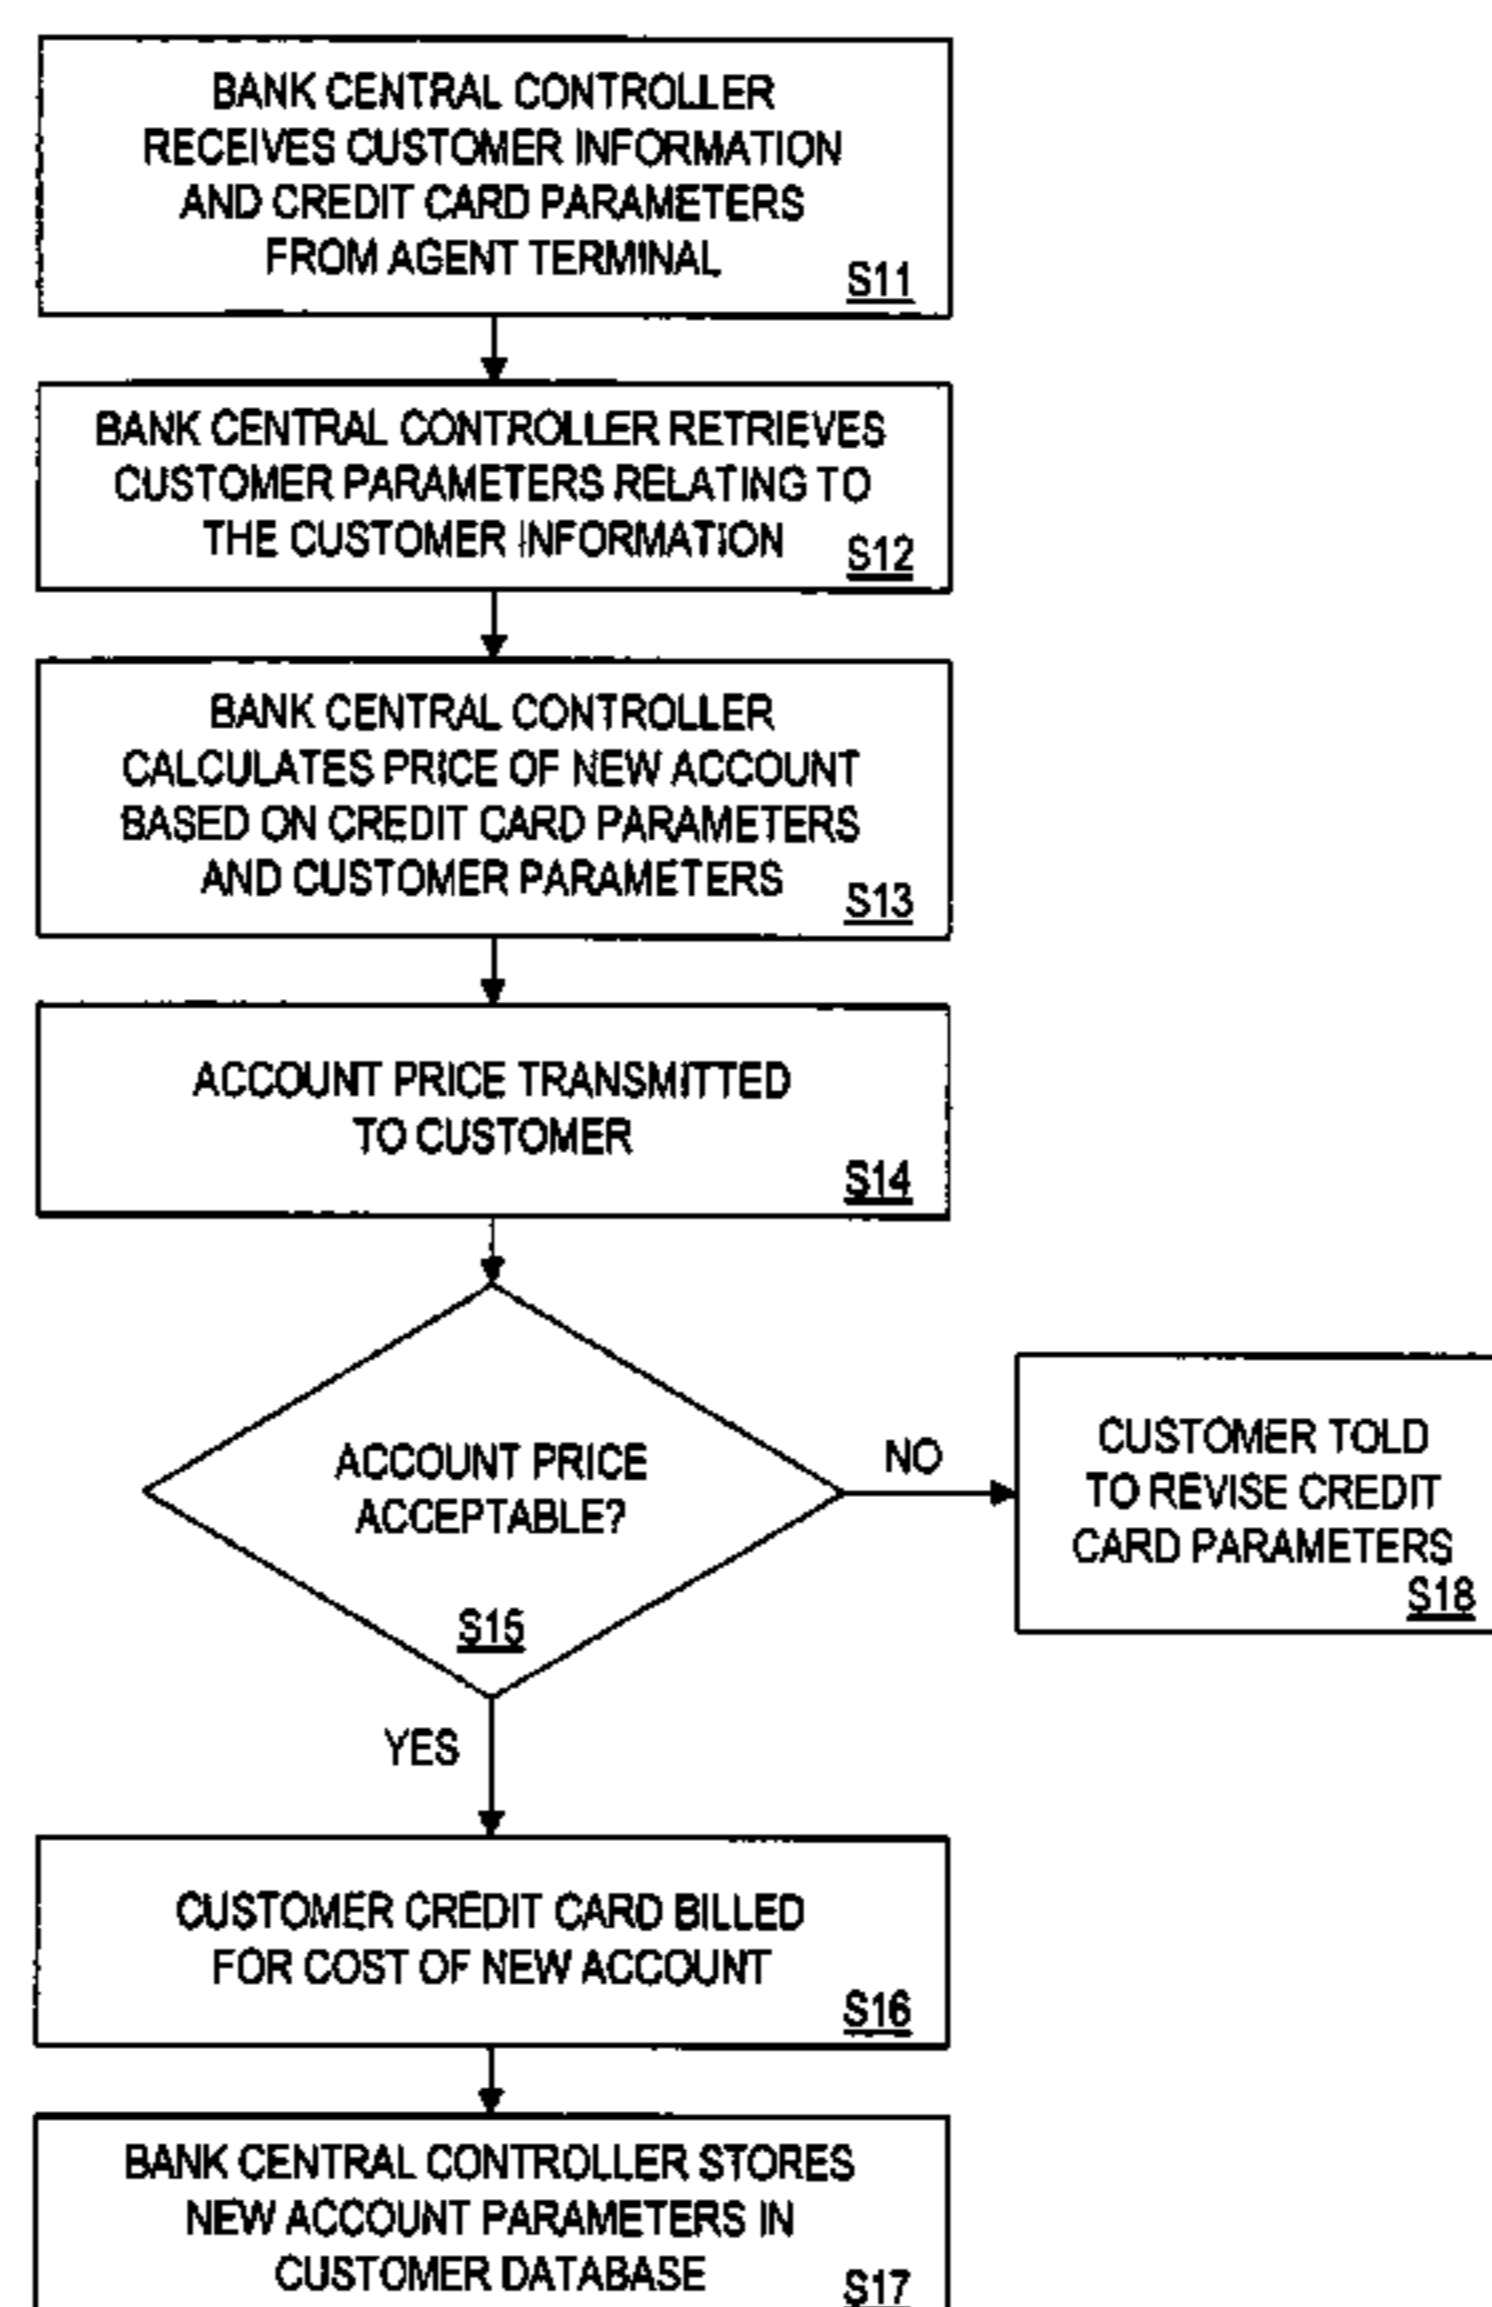 BANK CENTRAL CONTROLLER
RECEIVES CUSTOMER INFORMATION
AND CREDIT CARD PARAMETERS
FROM AGENT TERMINAL
S11
BANK CENTRAL CONTROLLER RETRIEVES
CUSTOMER PARAMETERS RELATING TO
THE CUSTOMER INFORMATION
S12
BANK CENTRAL CONTROLLER
CALCULATES PRICE OF NEW ACCOUNT
BASED ON CREDIT CARD PARAMETERS
AND CUSTOMER PARAMETERS
S13
ACCOUNT PRICE TRANSMITTED
TO CUSTOMER
S14
ACCOUNT PRICE
ACCEPTABLE?
S15
NO
CUSTOMER TOLD
TO REVISE CREDIT
CARD PARAMETERS
S18
YES
CUSTOMER CREDIT CARD BILLED
FOR COST OF NEW ACCOUNT
S16
BANK CENTRAL CONTROLLER STORES
NEW ACCOUNT PARAMETERS IN
CUSTOMER DATABASE
S17